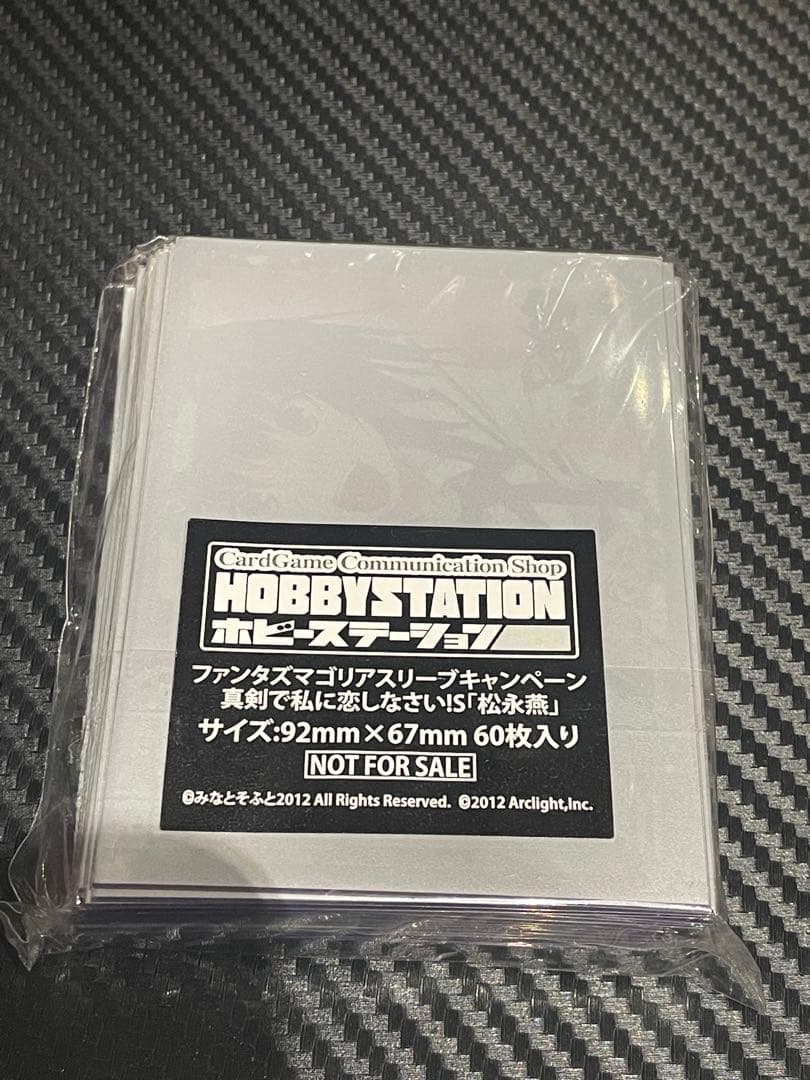 CardGame Communication Shop
HOBBYSTATION
ホビーステーション
ファンタズマゴリアスリーブキャンペーン
真剣で私に恋しなさい!S「松永燕」
サイズ:92mm×67mm 60枚入り
NOT FOR SALE
©みなとそふと2012 All Rights Reserved. ©2012 Arclight,Inc.